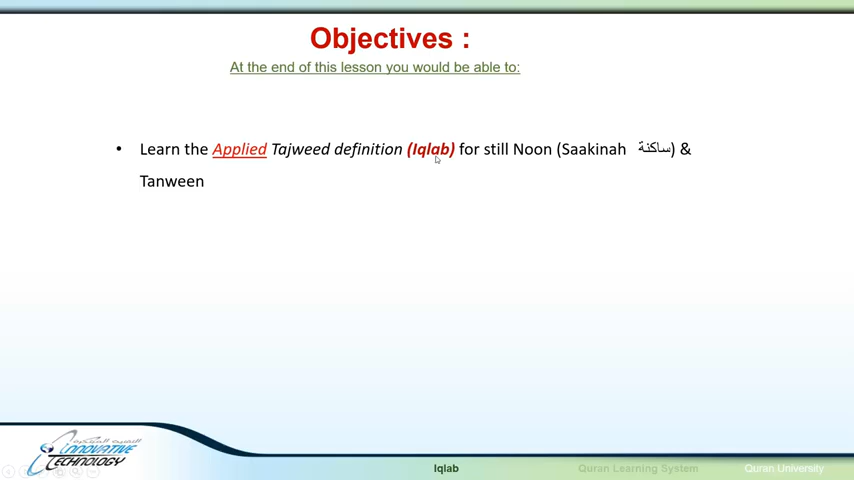 Objectives :
At the end of this lesson you would be able to:
• Learn the Applied Tajweed definition (Iqlab) for still Noon (Saakinah ساكنة) &
Tanween
INNOVATIVE
TECHNOLOGY
Iqlab
Quran Learning System
Quran University